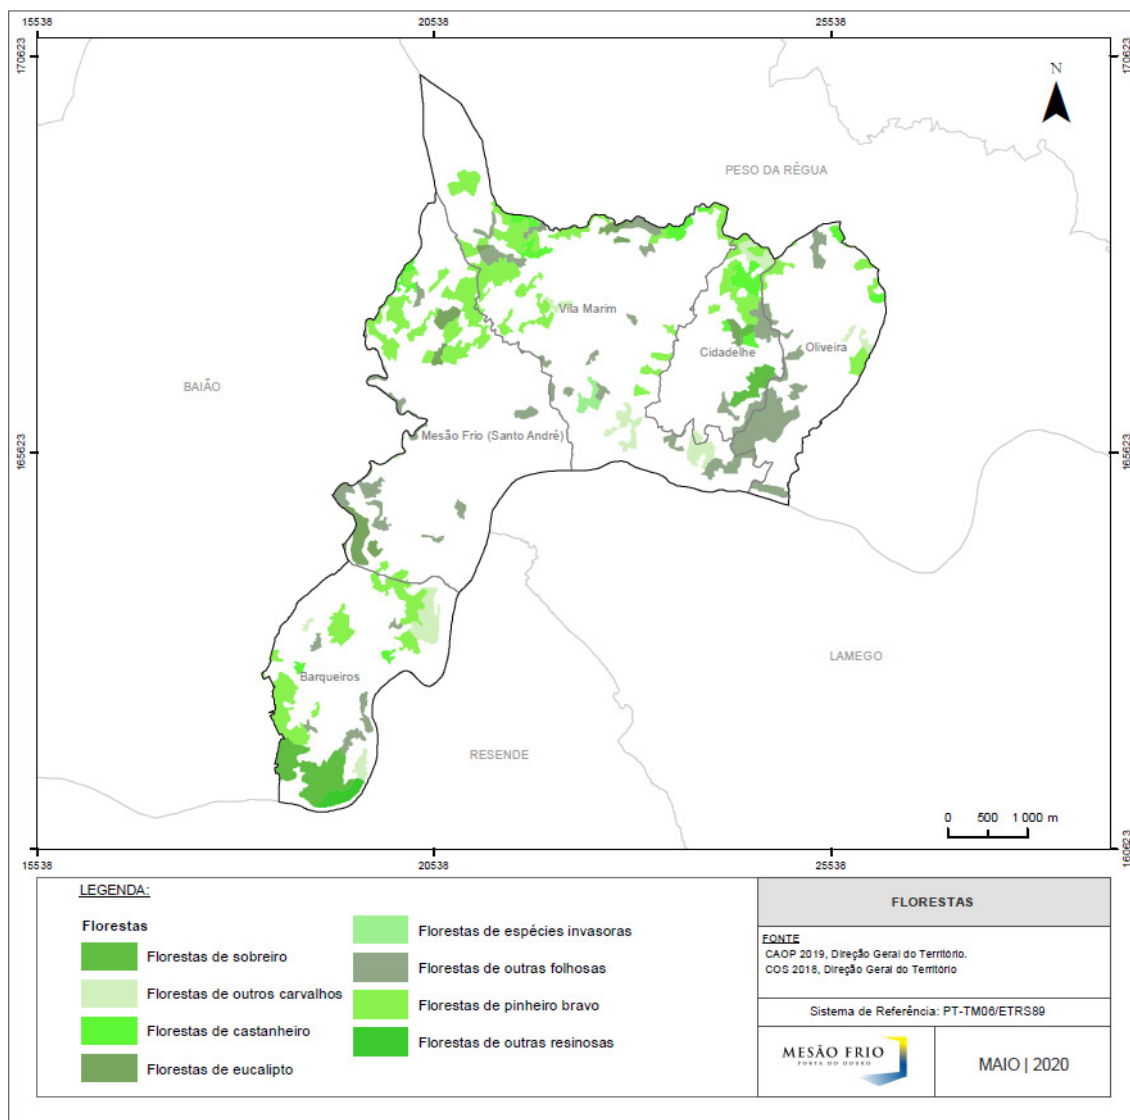 15538 20538 25538
170623 170623
N
PESO DA RÉGUA
Vila Marim
Cidadelhe
Oliveira
BAIÃO
Mesão Frio (Santo André)
165623 165623
LAMEGO
Barqueiros
RESENDE
0 500 1 000 m
160623
15538 20538 25538
LEGENDA:
Florestas
Florestas de sobreiro
Florestas de outros carvalhos
Florestas de castanheiro
Florestas de eucalipto
Florestas de espécies invasoras
Florestas de outras folhosas
Florestas de pinheiro bravo
Florestas de outras resinosas
FLORESTAS
FONTE
CAOP 2019, Direção Geral do Território.
COS 2018, Direção Geral do Território
Sistema de Referência: PT-TM06/ETRS89
MESÃO FRIO
PORTA DO DOURO
MAIO | 2020